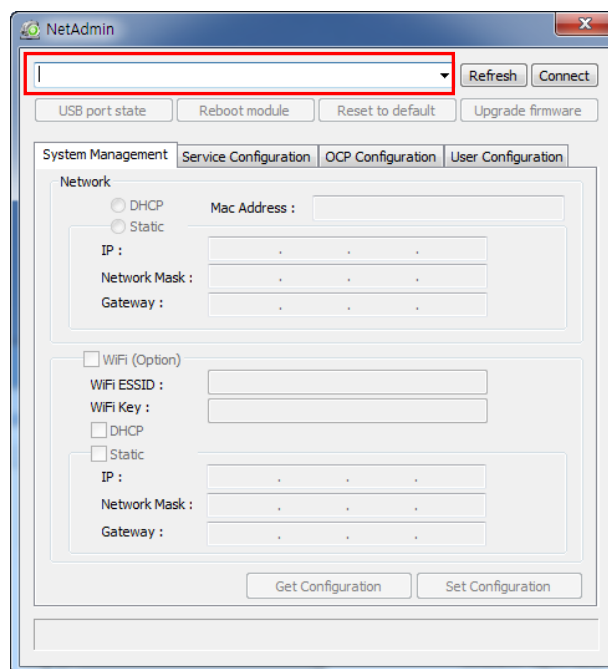 NetAdmin
Refresh Connect
USB port state Reboot module Reset to default Upgrade firmware
System Management Service Configuration OCP Configuration User Configuration
Network
DHCP Mac Address :
Static
IP : . . .
Network Mask : . . .
Gateway : . . .
WiFi (Option)
WiFi ESSID :
WiFi Key :
DHCP
Static
IP : . . .
Network Mask : . . .
Gateway : . . .
Get Configuration Set Configuration